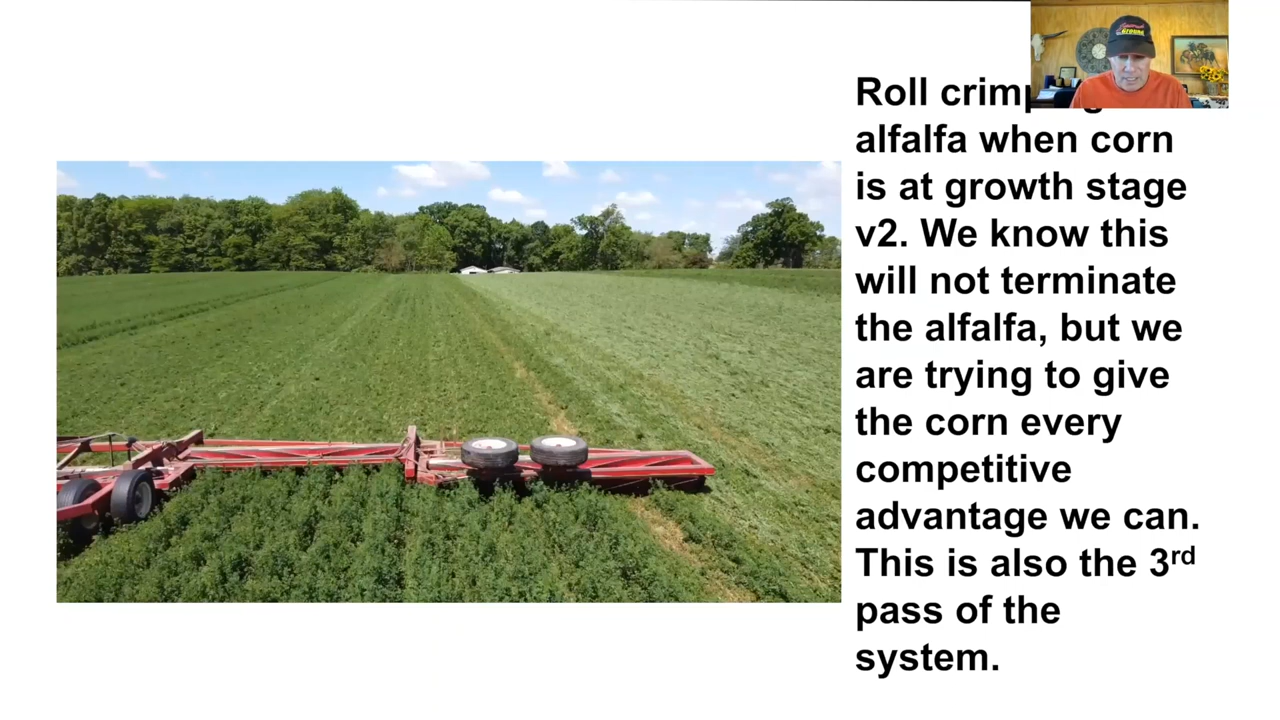 Roll
alfalfa when corn
is at growth stage
v2. We know this
will not terminate
the alfalfa, but we
are trying to give
the corn every
competitive
advantage we can.
This is also the 3rd
pass of the
system.